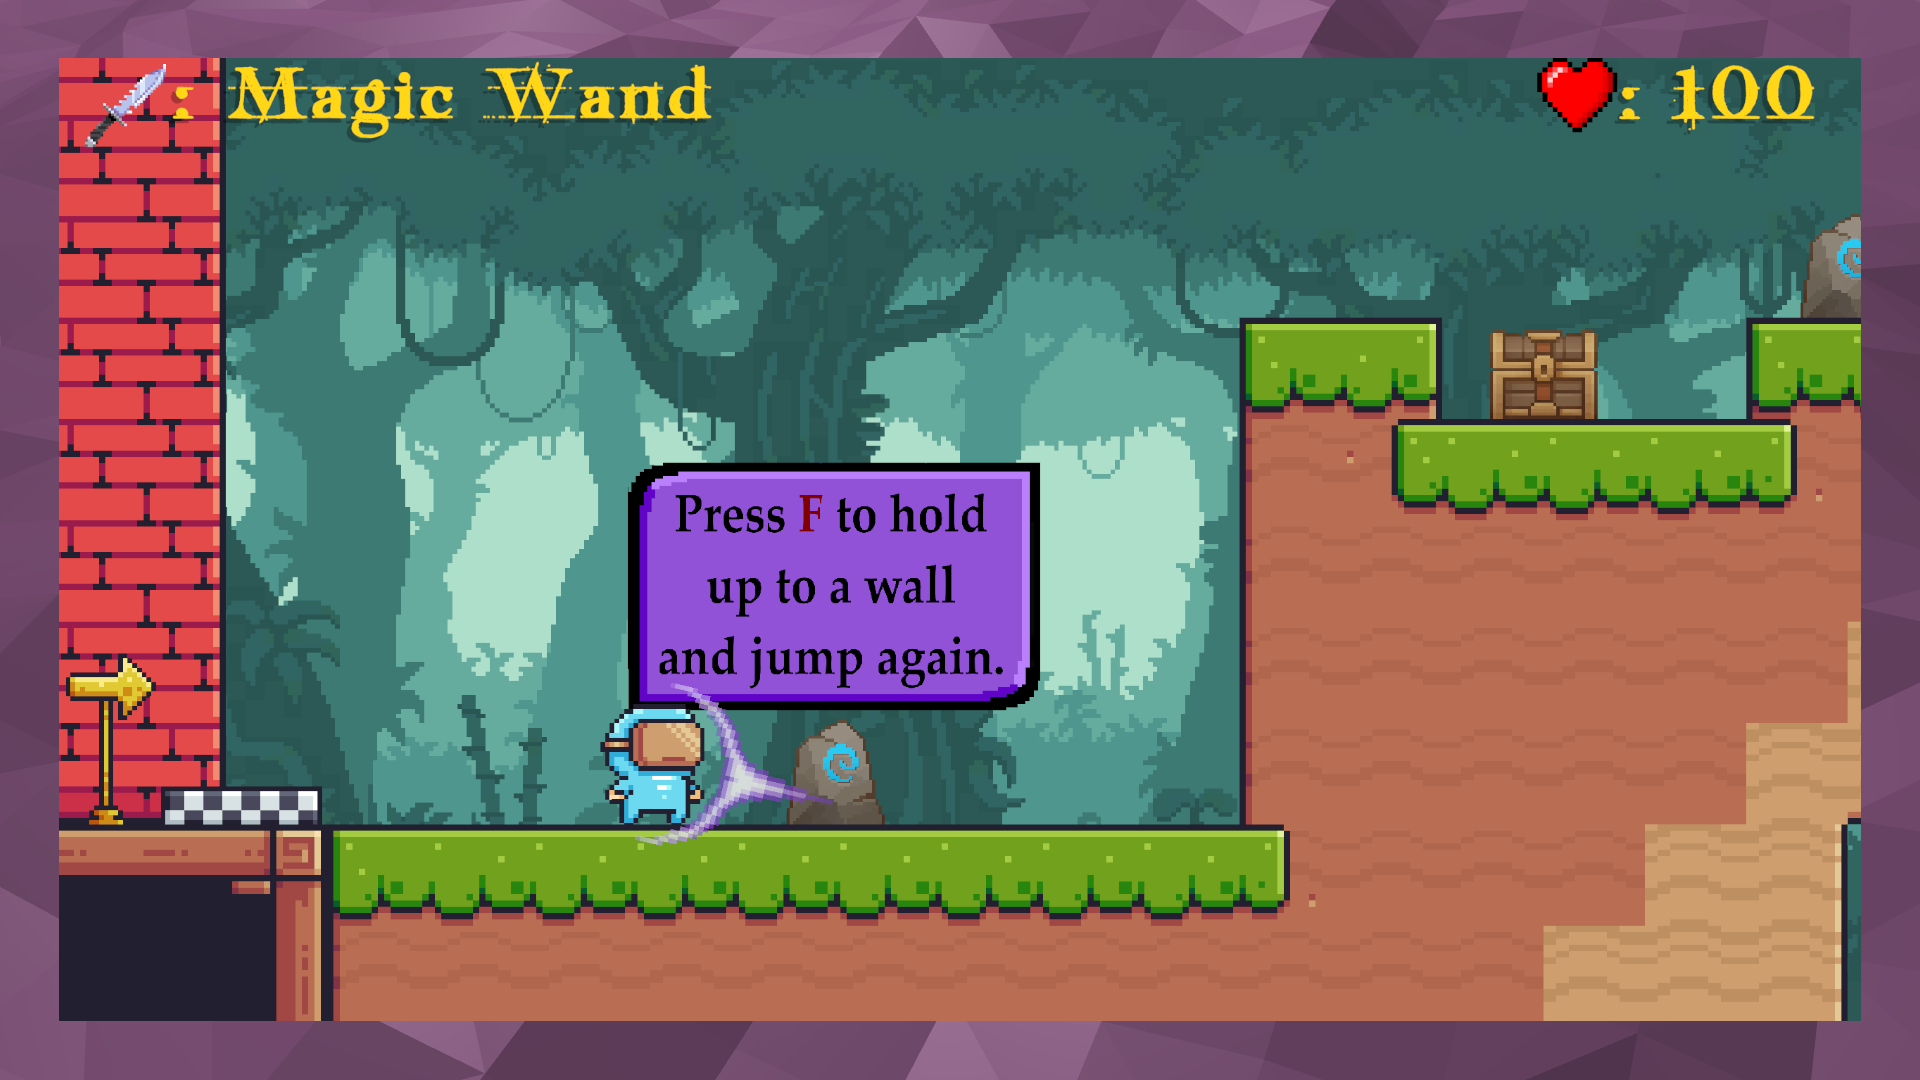 : Magic Wand
: 100
Press F to hold
up to a wall
and jump again.